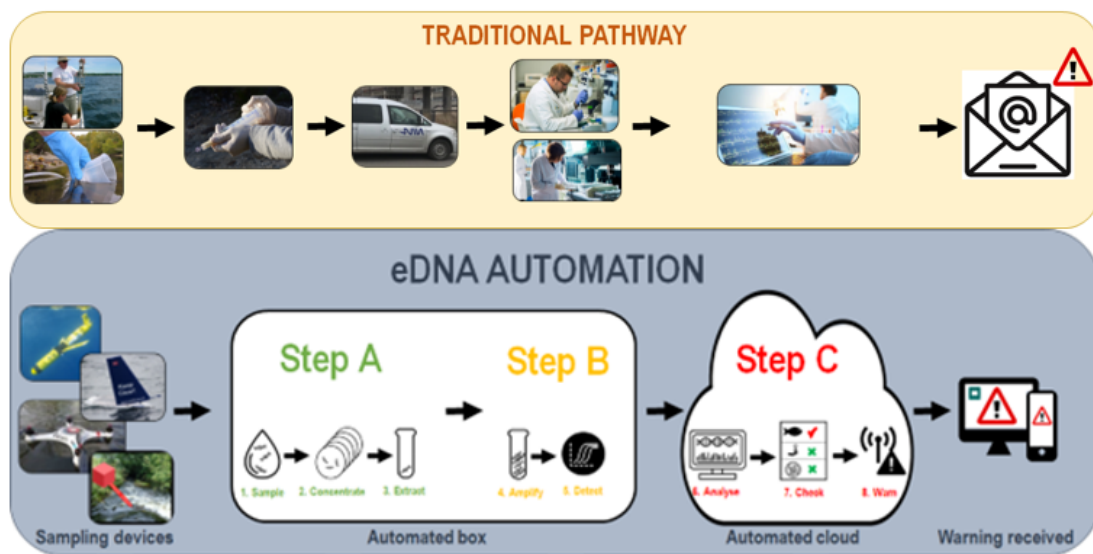 TRADITIONAL PATHWAY
@
eDNA AUTOMATION
Step A
Step B
Step C
1. Sample
2. Concentrate
3. Extract
4. Amplify
5. Detect
6. Analyse
7. Check
8. Warn
Sampling devices
Automated box
Automated cloud
Warning received